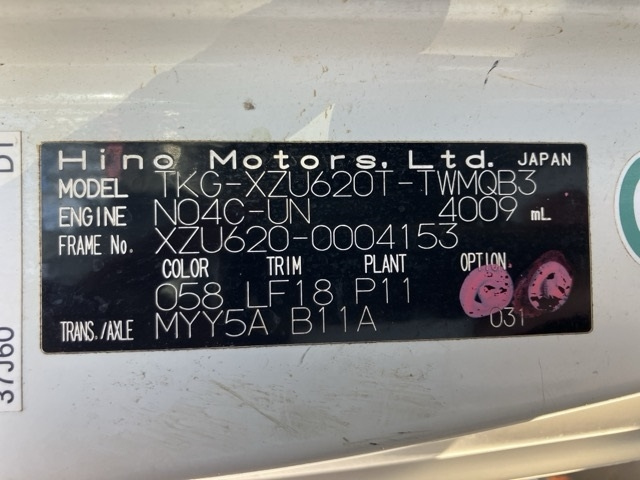 Hino Motors, Ltd. JAPAN
MODEL TKG-XZU620T-TWMQB3
ENGINE N04C-UN 4009 mL
FRAME No. XZU620-0004153
COLOR TRIM PLANT OPTION
058 LF18 P11
TRANS./AXLE MYY5A B11A 031
37J60